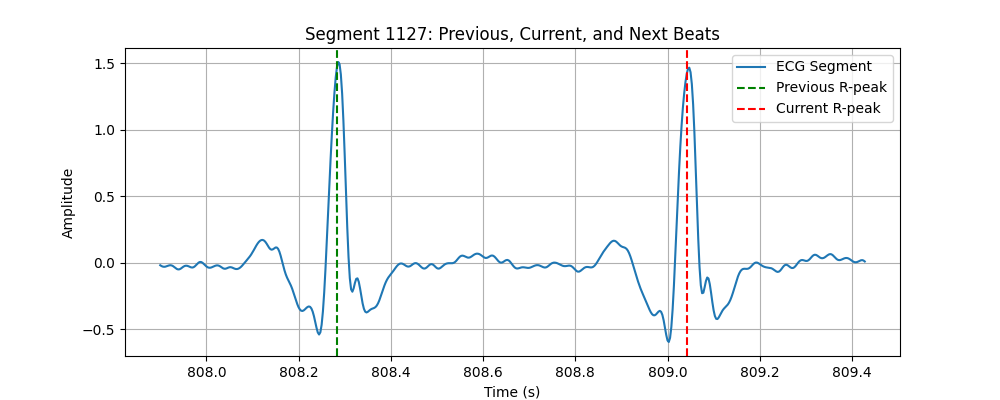 Segment 1127: Previous, Current, and Next Beats
ECG Segment
Previous R-peak
Current R-peak
1.5
1.0
0.5
0.0
−0.5
Amplitude
808.0 808.2 808.4 808.6 808.8 809.0 809.2 809.4
Time (s)